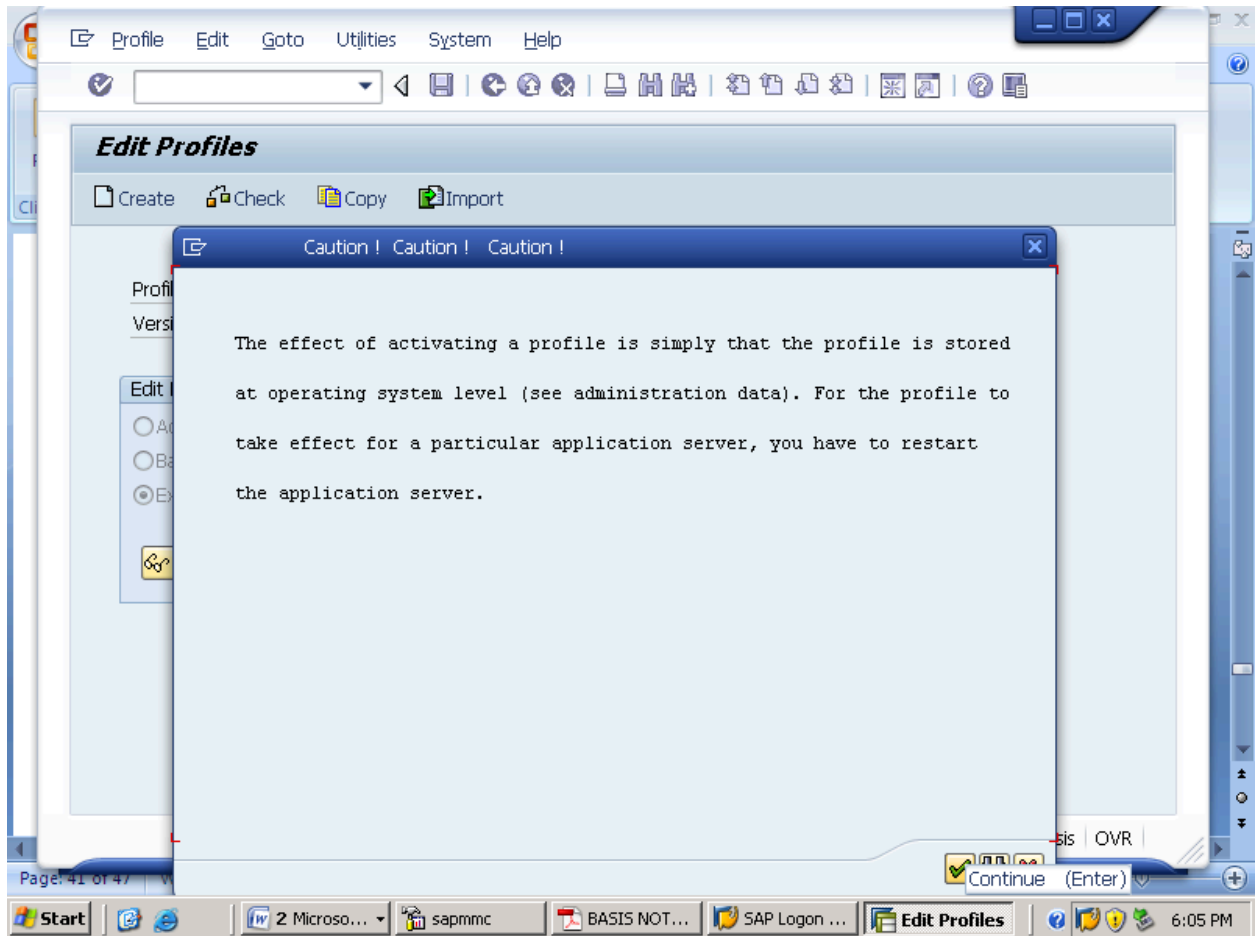 Profile Edit Goto Utilities System Help
Edit Profiles
Create Check Copy Import
Cli
Caution ! Caution ! Caution !
Profil
Versi
The effect of activating a profile is simply that the profile is stored
Edit
at operating system level (see administration data). For the profile to
take effect for a particular application server, you have to restart
the application server.
sis OVR
Page: 41 of 47
Continue (Enter)
Start 2 Microso... sapmmc BASIS NOT... SAP Logon ... Edit Profiles 6:05 PM